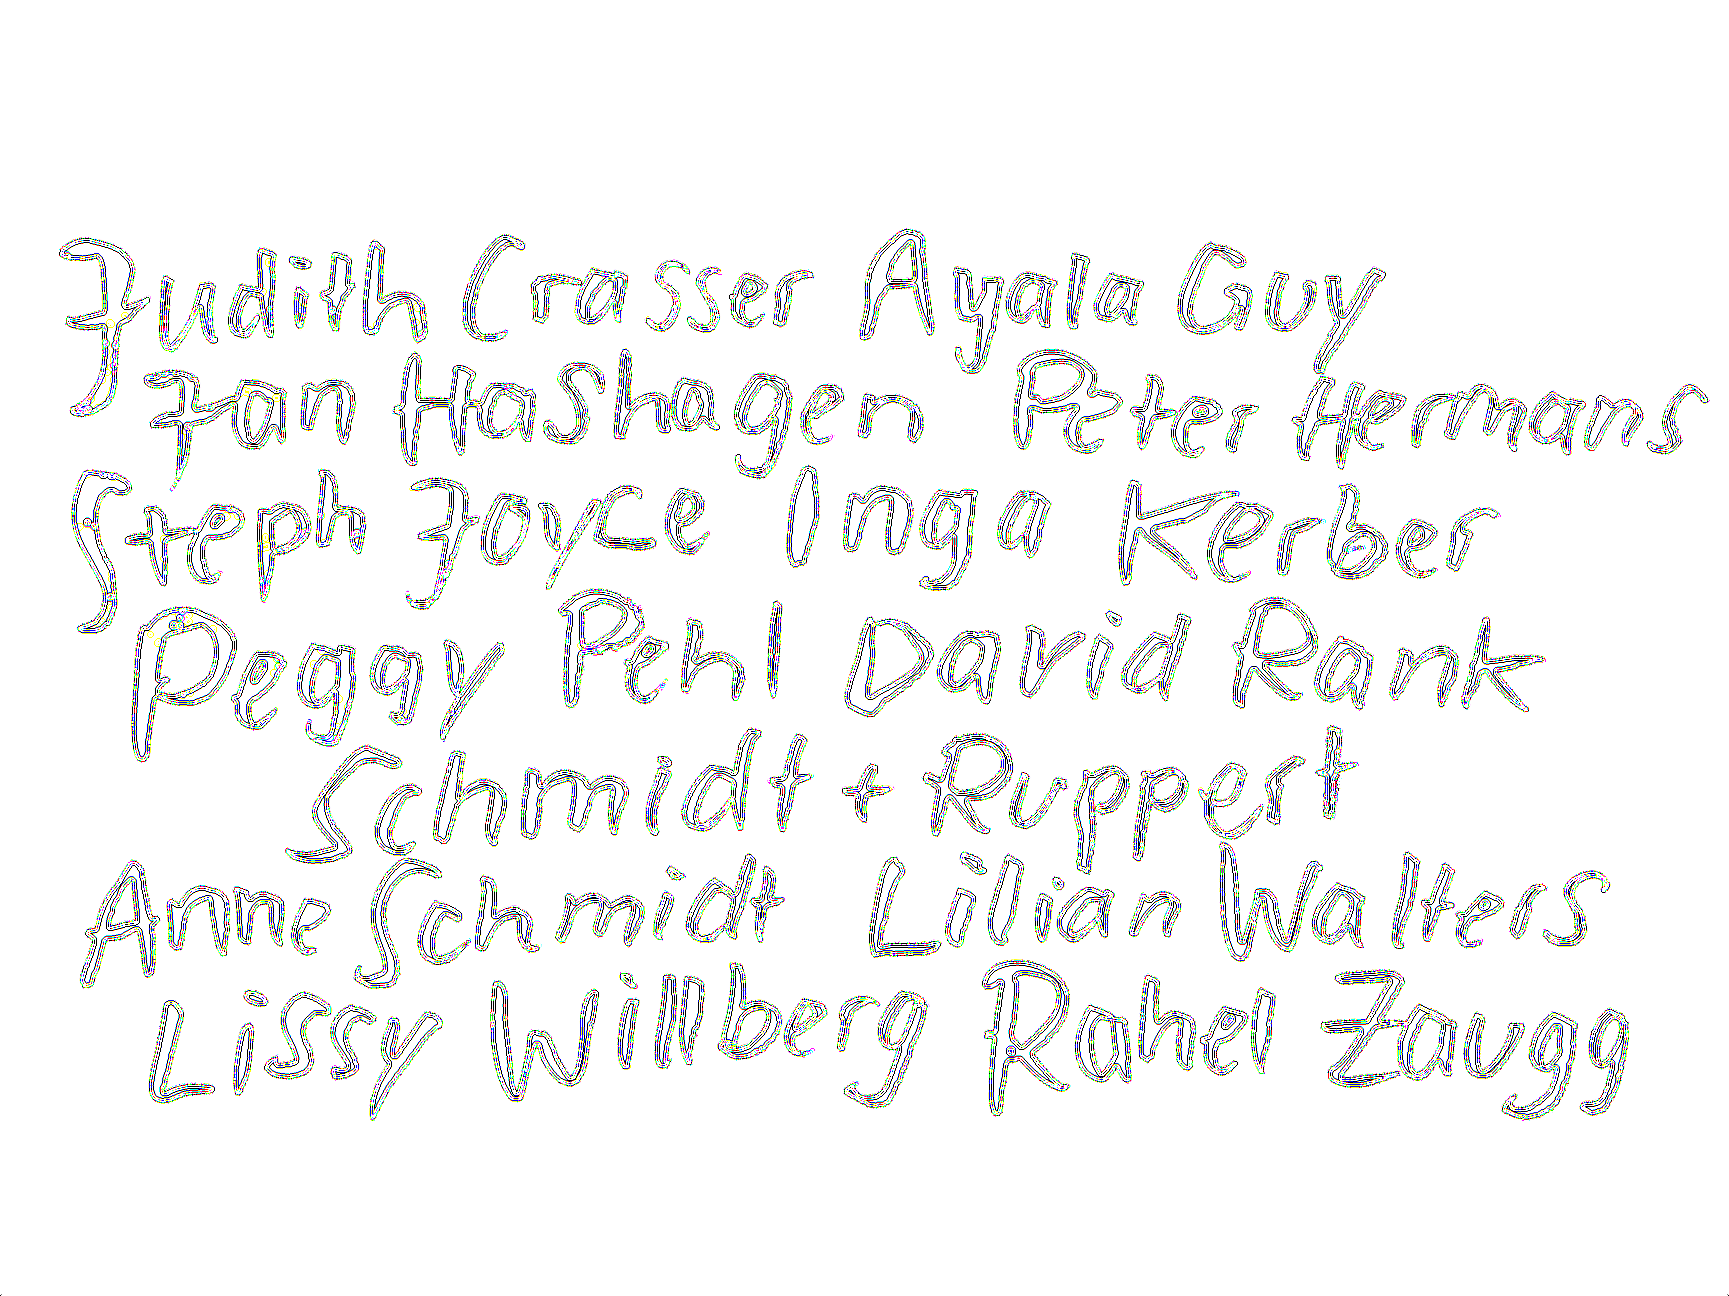 Judith Crasser Ayala Guy
Jan Hashagen Peter Hermans
Steph Joyce Inga Kerber
Peggy Pehl David Rank
Schmidt + Ruppert
Anne Schmidt Lilian Walters
Lissy Willberg Rahel Zaugg